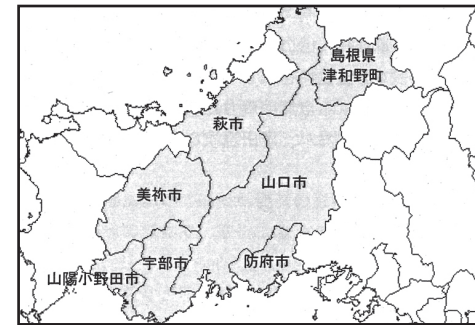 島根県
津和野町
萩市
山口市
美祢市
宇部市
防府市
山陽小野田市